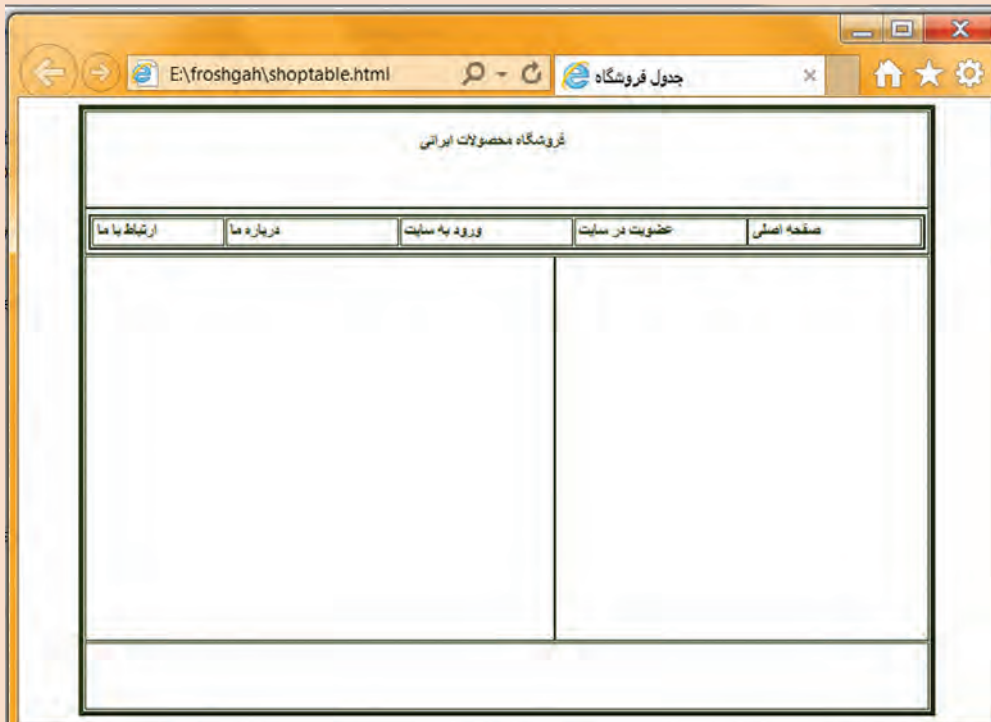 E:\froshgah\shoptable.html
جدول فروشگاه
فروشگاه محصولات ایرانی
صفحه اصلی
عضویت در سایت
ورود به سایت
درباره ما
ارتباط با ما